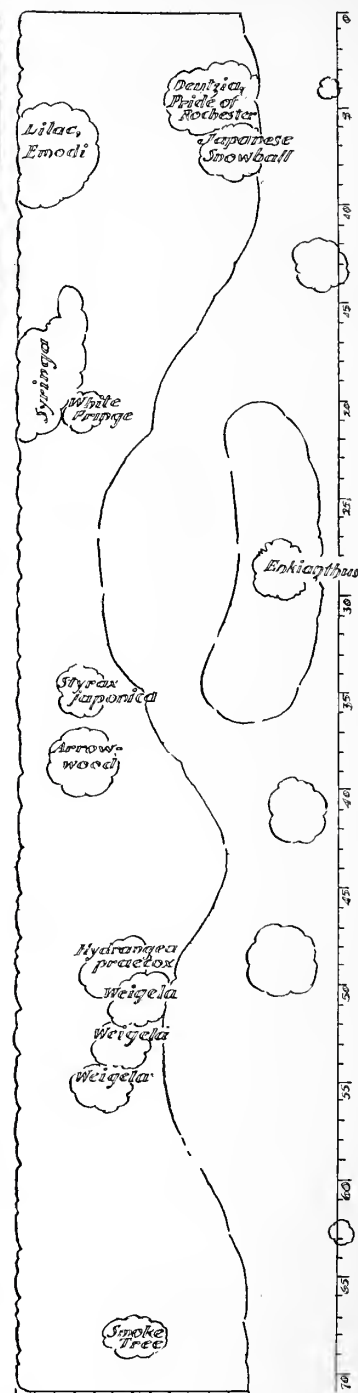 Deutzia,
Pride of
Rochester
Lilac,
Emodi
Japanese
Snowball
Syringa
White
Fringe
Enkianthus
Styrax
japonica
Arrow-
wood
Hydrangea
praecox
Weigela
Weigela
Weigela
Smoke
Tree
0
5
10
15
20
25
30
35
40
45
50
55
60
65
70